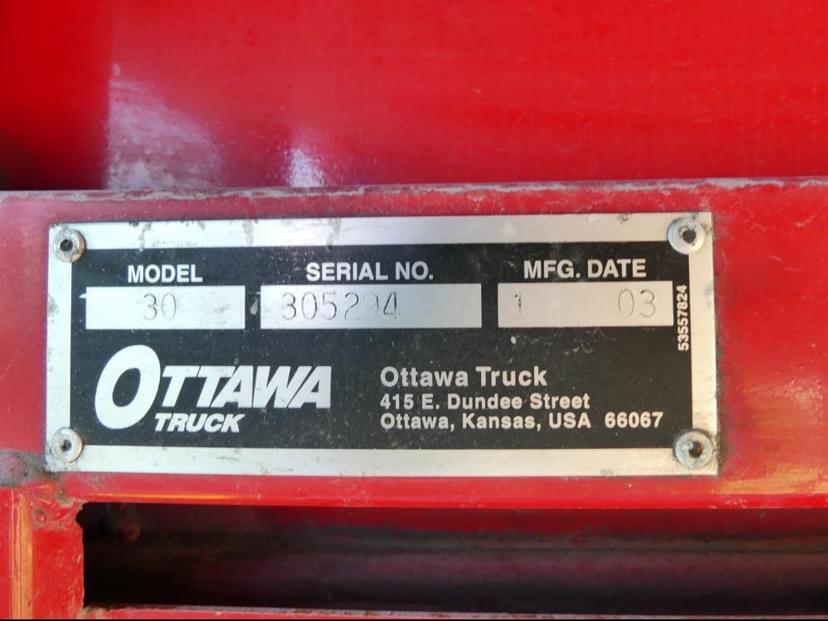 MODEL SERIAL NO. MFG. DATE
30 305294 1 03
53557824
OTTAWA
TRUCK
Ottawa Truck
415 E. Dundee Street
Ottawa, Kansas, USA 66067